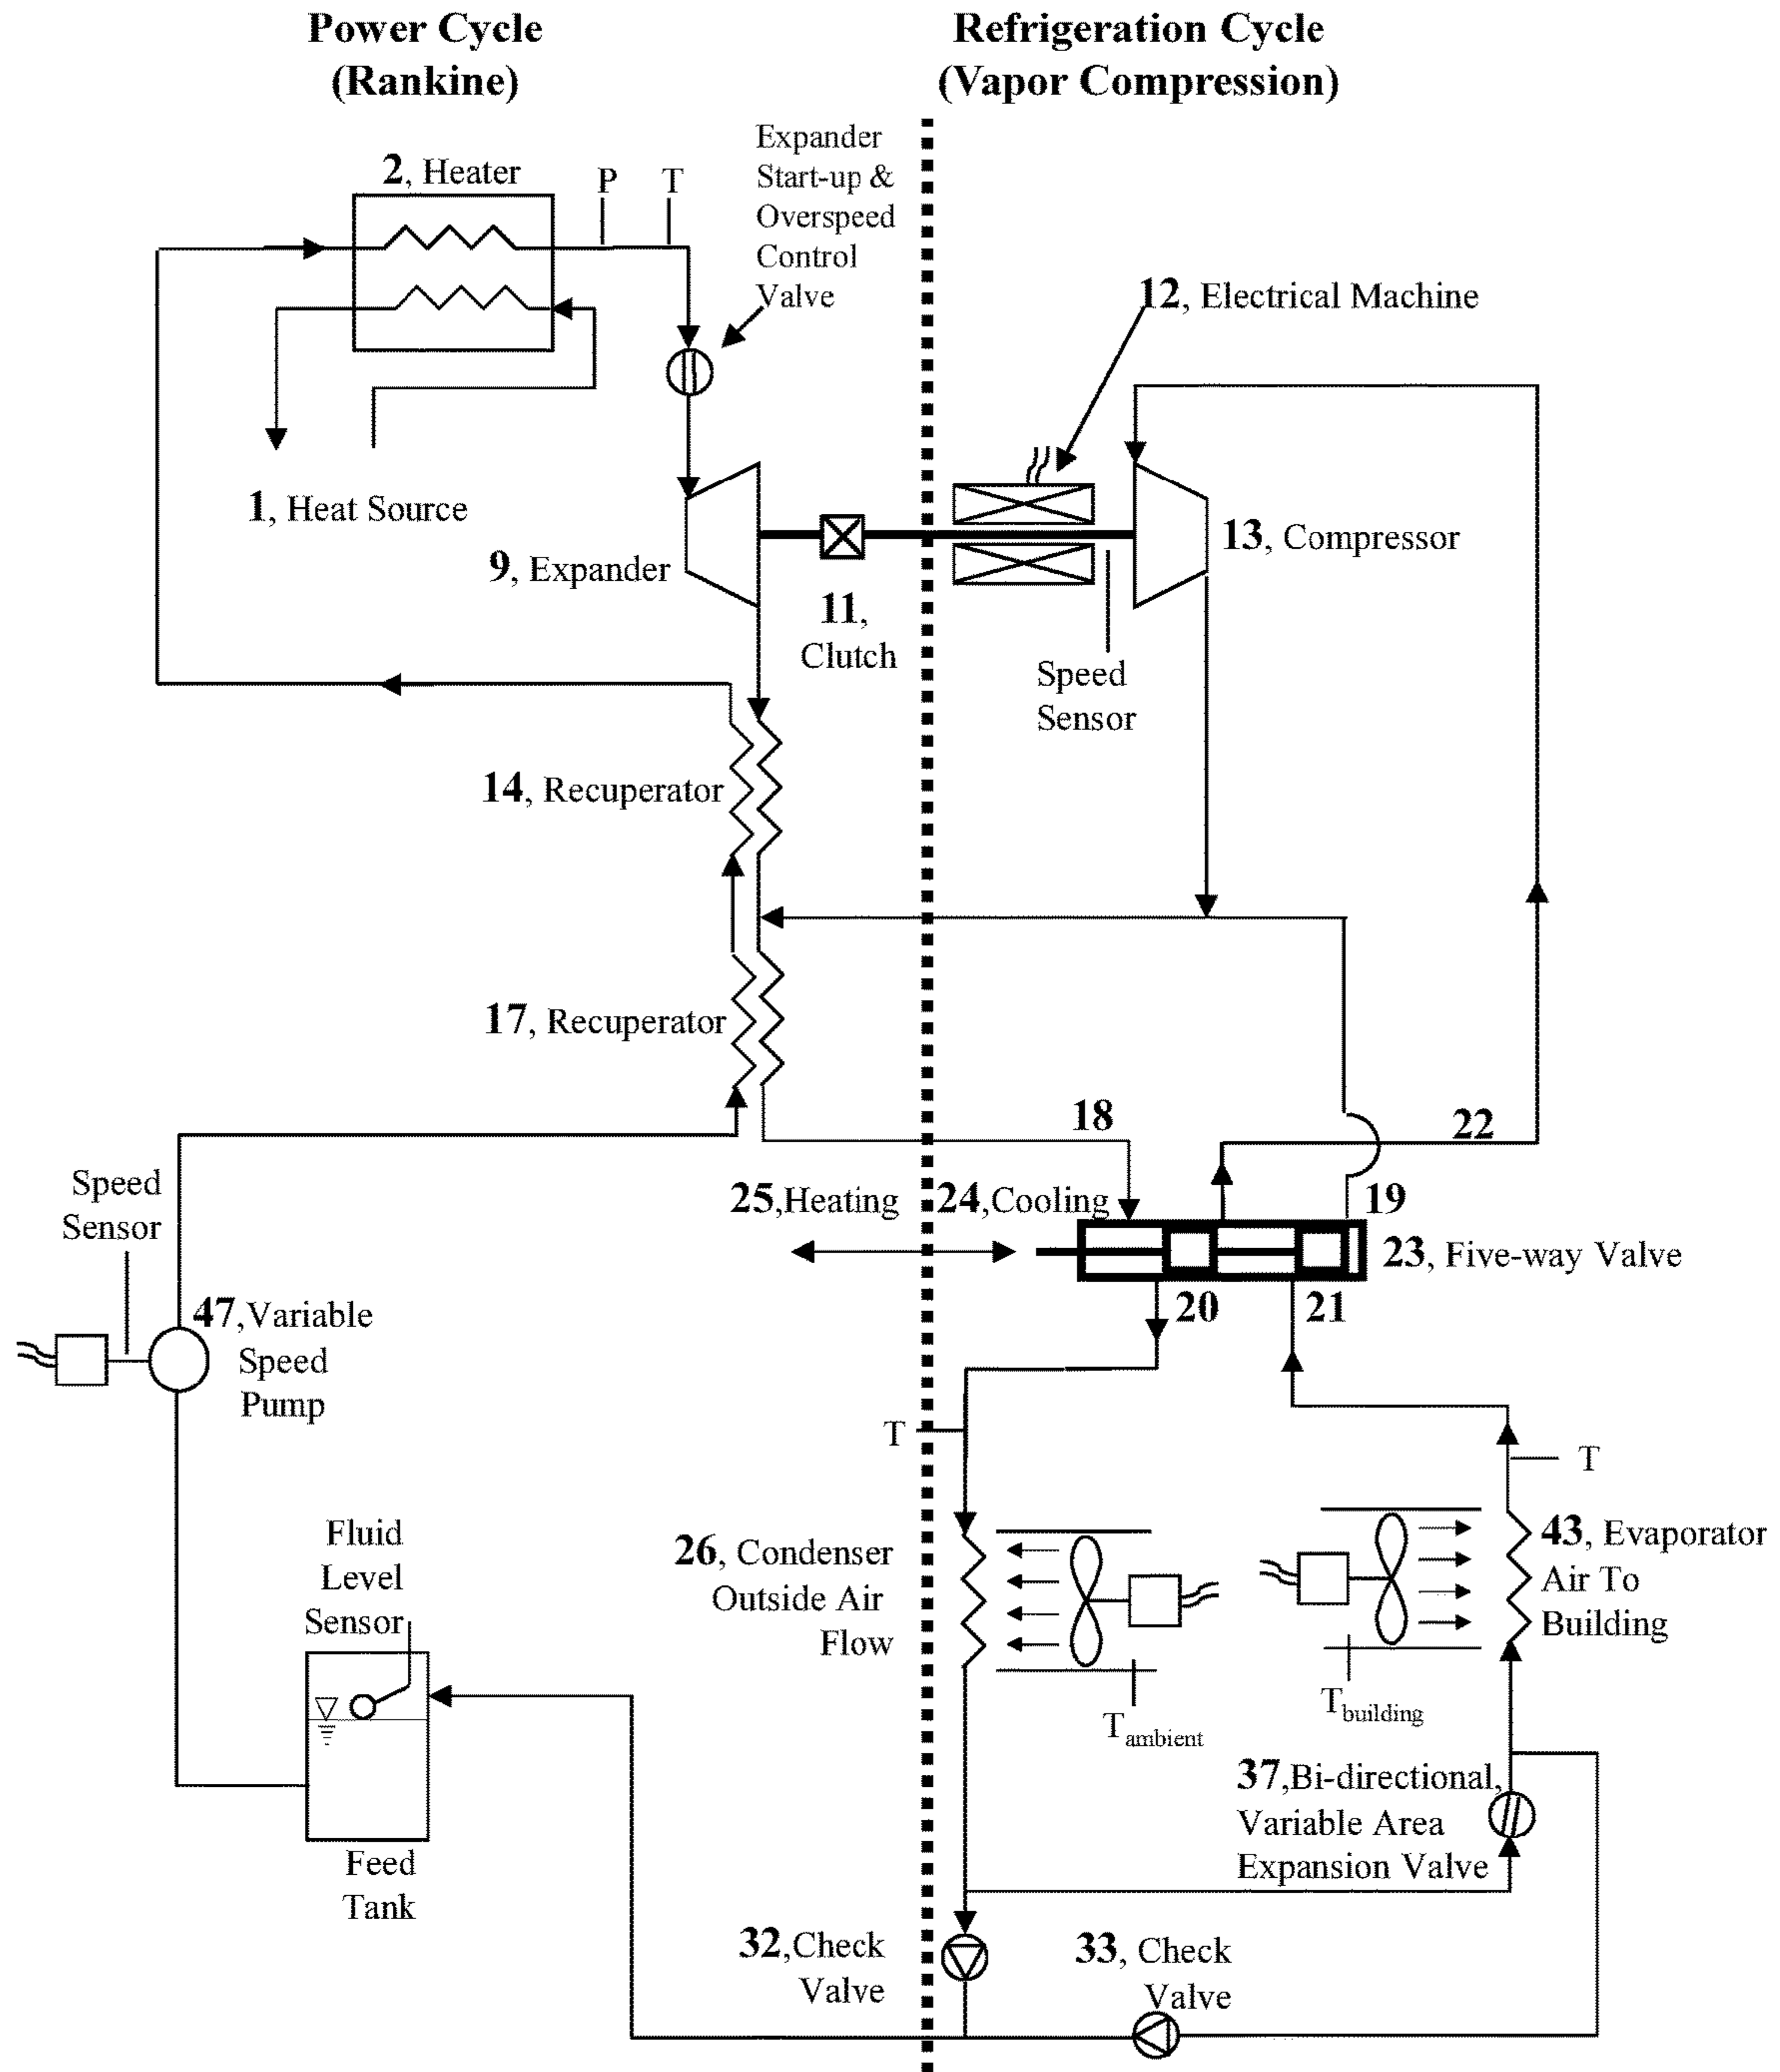 Power Cycle
(Rankine)
Refrigeration Cycle
(Vapor Compression)
Expander
Start-up &
Overspeed
Control
Valve
2, Heater
P
T
12, Electrical Machine
1, Heat Source
9, Expander
11,
Clutch
13, Compressor
Speed
Sensor
14, Recuperator
17, Recuperator
18
22
Speed
Sensor
25,Heating
24,Cooling
19
23, Five-way Valve
20
21
47,Variable
Speed
Pump
T
T
Fluid
Level
Sensor
26, Condenser
Outside Air
Flow
43, Evaporator
Air To
Building
Tambient
Tbuilding
37,Bi-directional,
Variable Area
Expansion Valve
Feed
Tank
32,Check
Valve
33, Check
Valve